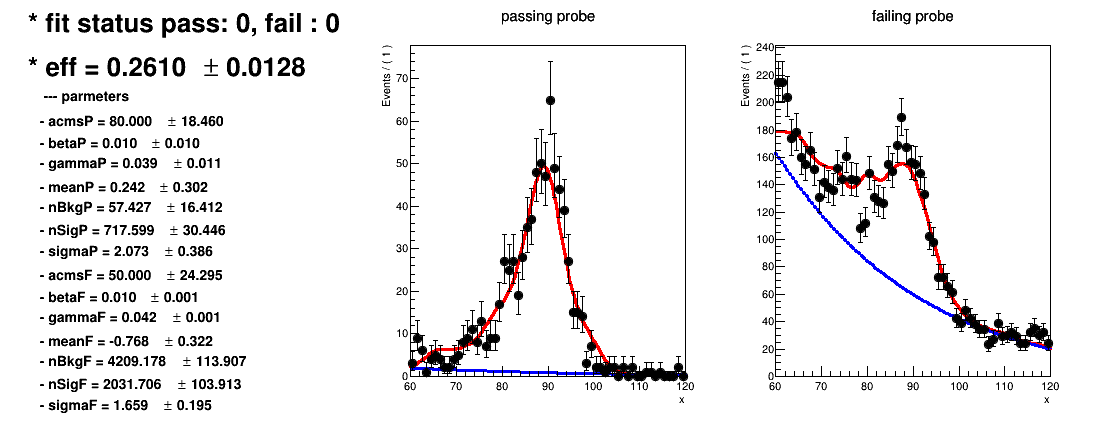 * fit status pass: 0, fail : 0
* eff = 0.2610 ± 0.0128
--- parmeters
- acmsP = 80.000 ± 18.460
- betaP = 0.010 ± 0.010
- gammaP = 0.039 ± 0.011
- meanP = 0.242 ± 0.302
- nBkgP = 57.427 ± 16.412
- nSigP = 717.599 ± 30.446
- sigmaP = 2.073 ± 0.386
- acmsF = 50.000 ± 24.295
- betaF = 0.010 ± 0.001
- gammaF = 0.042 ± 0.001
- meanF = -0.768 ± 0.322
- nBkgF = 4209.178 ± 113.907
- nSigF = 2031.706 ± 103.913
- sigmaF = 1.659 ± 0.195
passing probe
Events / ( 1 )
70
60
50
40
30
20
10
0
60 70 80 90 100 110 120
x
failing probe
Events / ( 1 )
240
220
200
180
160
140
120
100
80
60
40
20
0
60 70 80 90 100 110 120
x